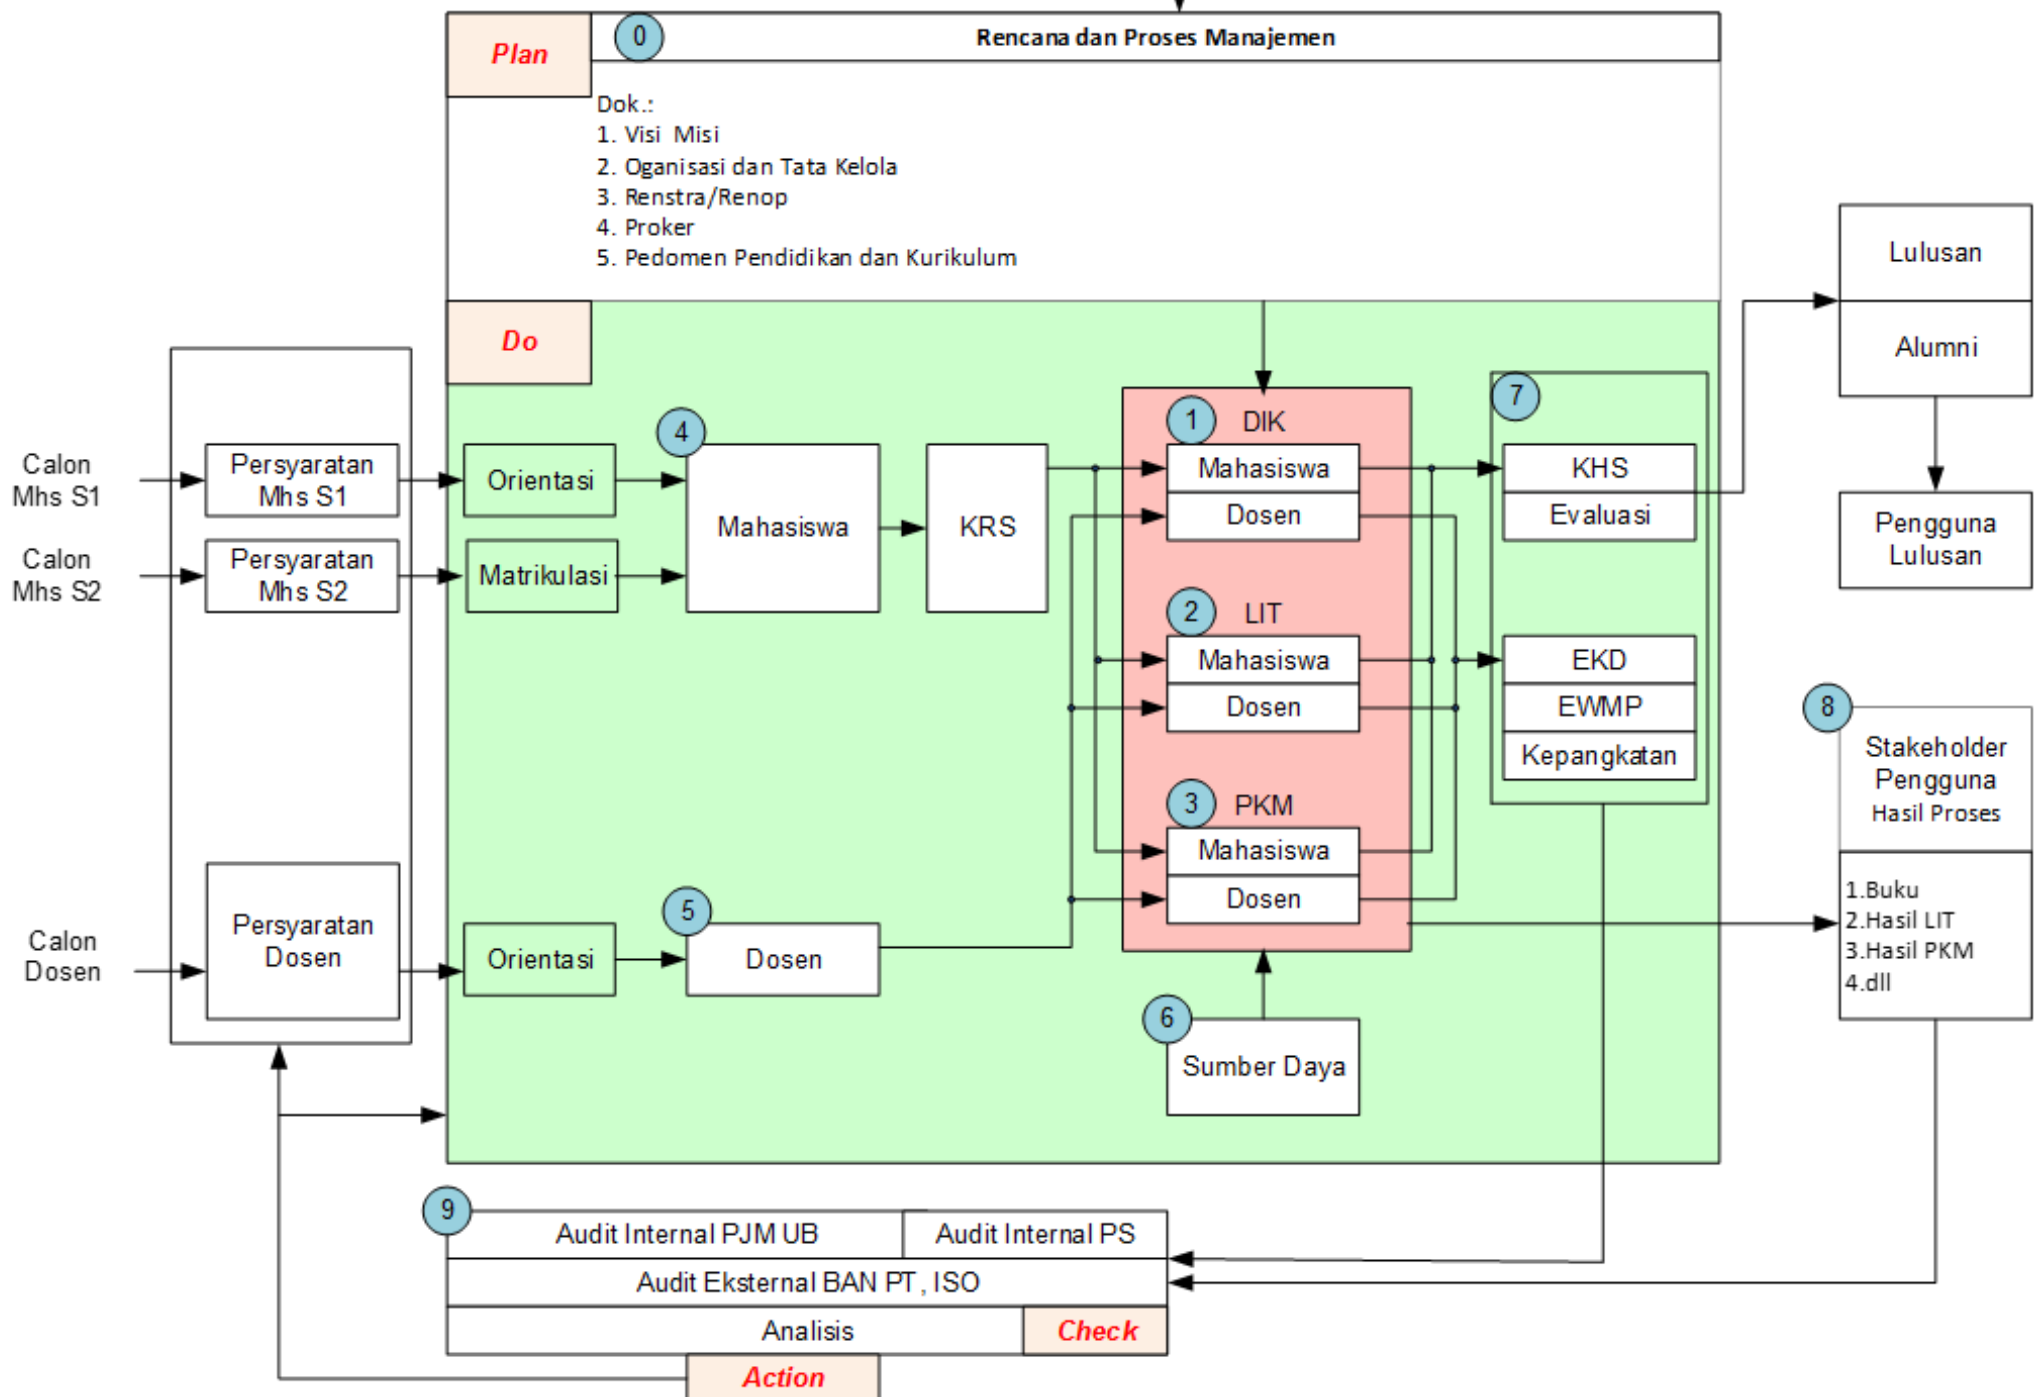 Plan
0
Rencana dan Proses Manajemen
Dok.:
1. Visi Misi
2. Oganisasi dan Tata Kelola
3. Renstra/Renop
4. Proker
5. Pedomen Pendidikan dan Kurikulum
Do
Calon
Mhs S1
Persyaratan
Mhs S1
Orientasi
Calon
Mhs S2
Persyaratan
Mhs S2
Matrikulasi
4
Mahasiswa
KRS
1
DIK
Mahasiswa
Dosen
2
LIT
Mahasiswa
Dosen
3
PKM
Mahasiswa
Dosen
7
KHS
Evaluasi
EKD
EWMP
Kepangkatan
Lulusan
Alumni
Pengguna
Lulusan
8
Stakeholder
Pengguna
Hasil Proses
1.Buku
2.Hasil LIT
3.Hasil PKM
4.dll
Calon
Dosen
Persyaratan
Dosen
Orientasi
5
Dosen
6
Sumber Daya
9
Audit Internal PJM UB
Audit Internal PS
Audit Eksternal BAN PT, ISO
Analisis
Check
Action